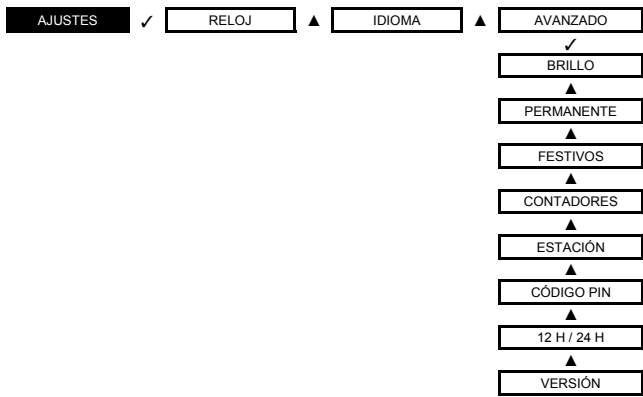 AJUSTES ✓ RELOJ ▲ IDIOMA ▲ AVANZADO
✓
BRILLO
▲
PERMANENTE
▲
FESTIVOS
▲
CONTADORES
▲
ESTACIÓN
▲
CÓDIGO PIN
▲
12 H / 24 H
▲
VERSIÓN